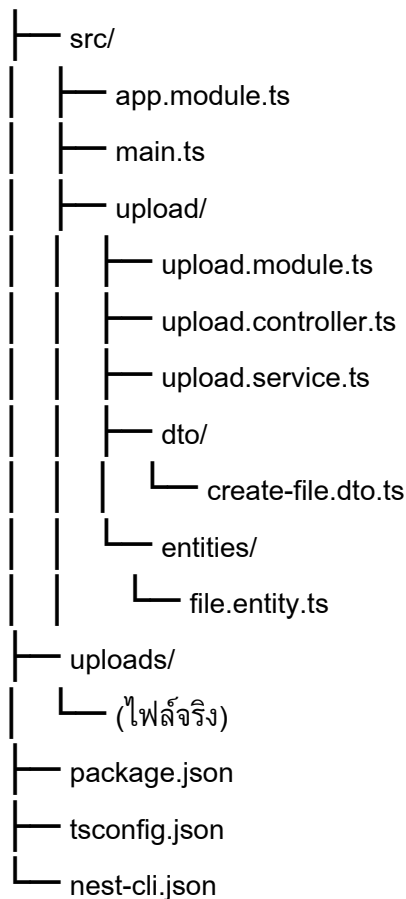 ├── src/
│ ├── app.module.ts
│ ├── main.ts
│ ├── upload/
│ │ ├── upload.module.ts
│ │ ├── upload.controller.ts
│ │ ├── upload.service.ts
│ │ ├── dto/
│ │ │ └── create-file.dto.ts
│ │ └── entities/
│ │ └── file.entity.ts
├── uploads/
│ └── (ไฟล์จริง)
├── package.json
├── tsconfig.json
└── nest-cli.json